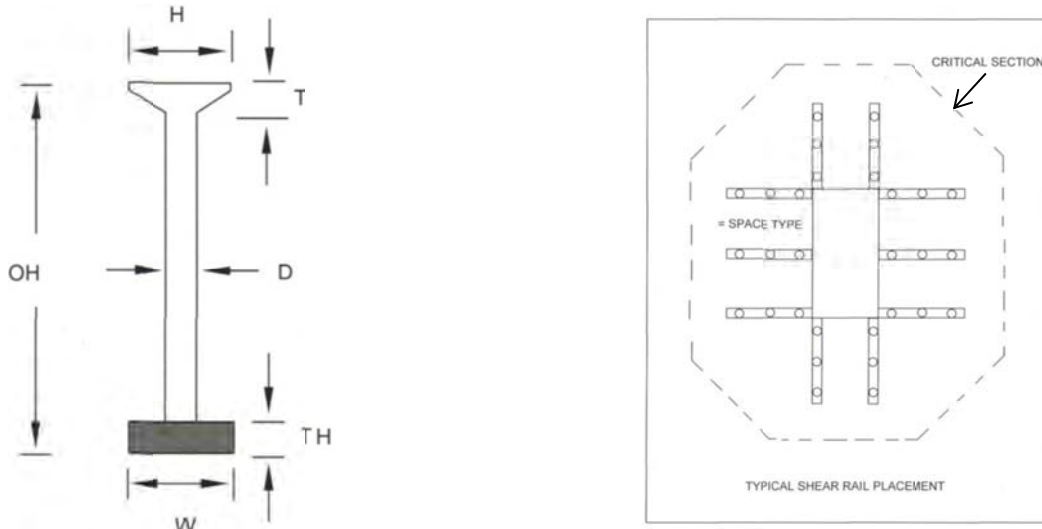 H
T
OH
D
TH
W
CRITICAL SECTION
= SPACE TYPE
TYPICAL SHEAR RAIL PLACEMENT